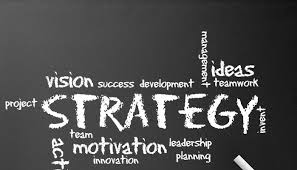 management
ideas
vision success development teamwork
project
STRATEGY
invent
team
act
motivation leadership
innovation planning